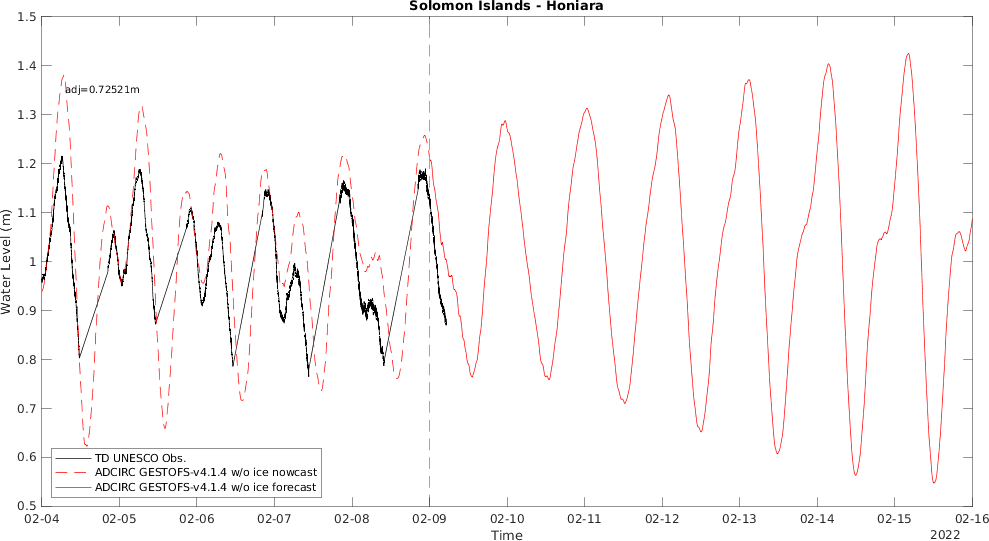 Solomon Islands - Honiara
1.5
1.4
1.3
1.2
1.1
1
0.9
0.8
0.7
0.6
0.5
Water Level (m)
adj=0.72521m
TD UNESCO Obs.
ADCIRC GESTOFS-v4.1.4 w/o ice nowcast
ADCIRC GESTOFS-v4.1.4 w/o ice forecast
02-04 02-05 02-06 02-07 02-08 02-09 02-10 02-11 02-12 02-13 02-14 02-15 02-16
Time
2022